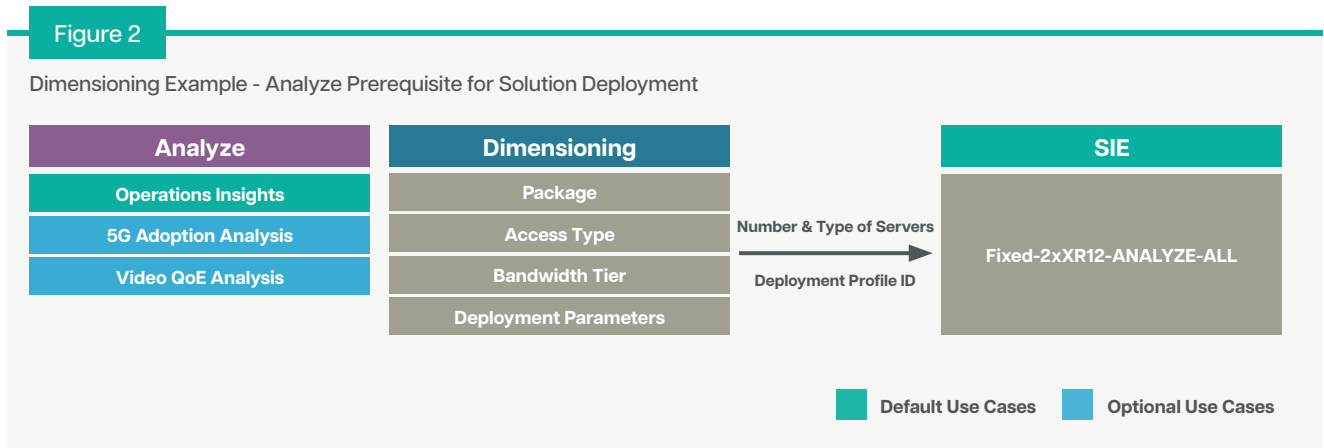 Figure 2
Dimensioning Example - Analyze Prerequisite for Solution Deployment
Analyze
Operations Insights
5G Adoption Analysis
Video QoE Analysis
Dimensioning
Package
Access Type
Bandwidth Tier
Deployment Parameters
Number & Type of Servers
Deployment Profile ID
SIE
Fixed-2xXR12-ANALYZE-ALL
Default Use Cases
Optional Use Cases